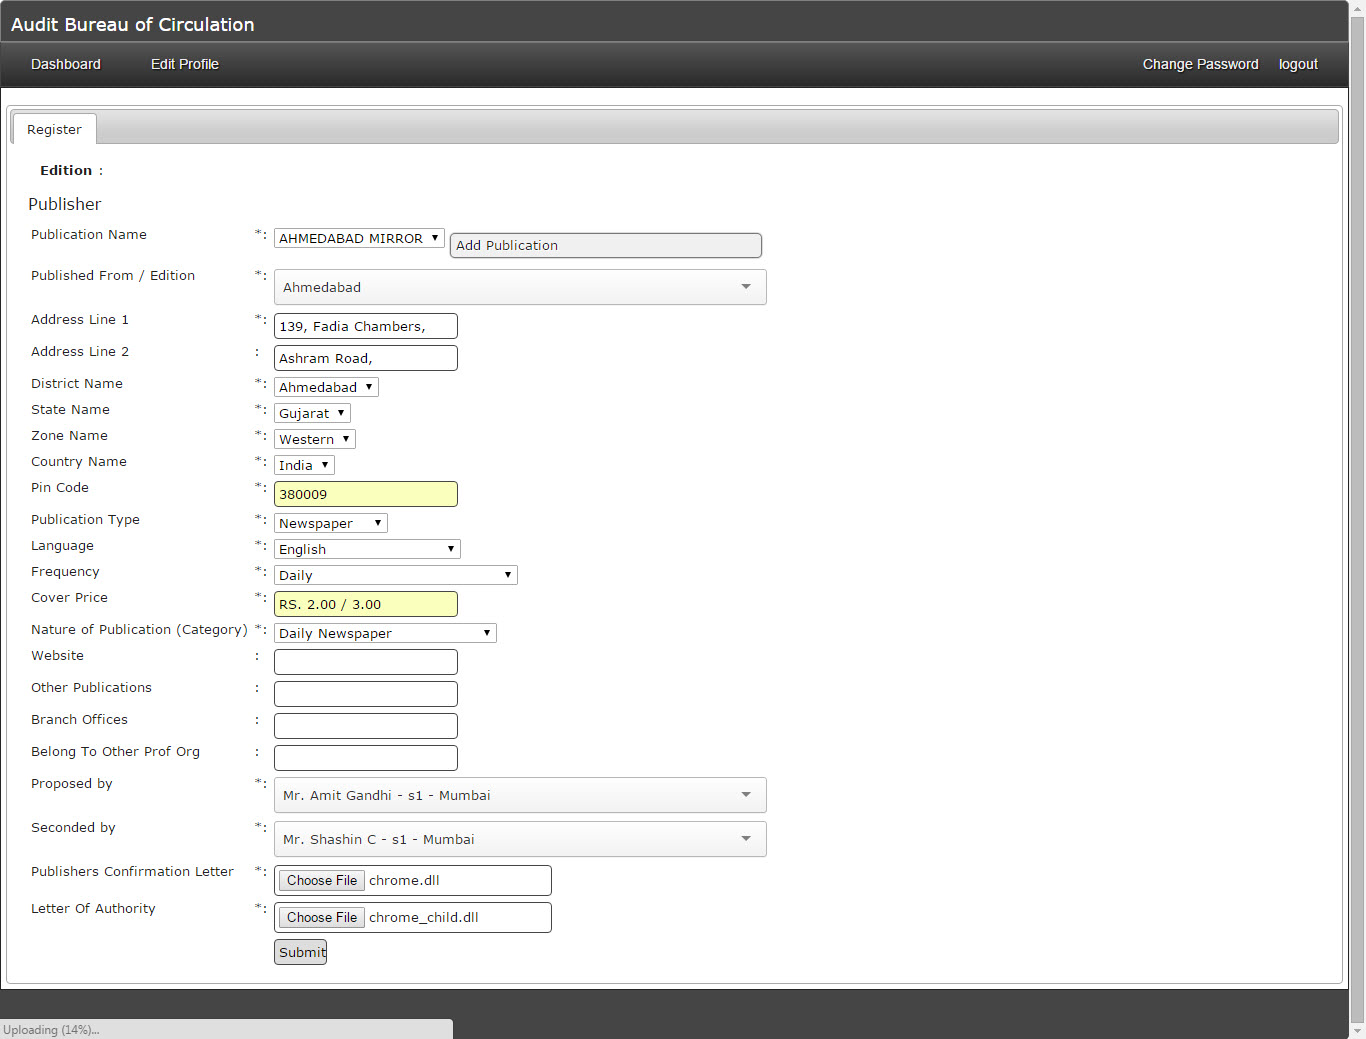 Audit Bureau of Circulation
Dashboard Edit Profile Change Password logout
Register
Edition :
Publisher
Publication Name *: AHMEDABAD MIRROR Add Publication
Published From / Edition *: Ahmedabad
Address Line 1 *: 139, Fadia Chambers,
Address Line 2 : Ashram Road,
District Name *: Ahmedabad
State Name *: Gujarat
Zone Name *: Western
Country Name *: India
Pin Code *: 380009
Publication Type *: Newspaper
Language *: English
Frequency *: Daily
Cover Price *: RS. 2.00 / 3.00
Nature of Publication (Category) *: Daily Newspaper
Website :
Other Publications :
Branch Offices :
Belong To Other Prof Org :
Proposed by *: Mr. Amit Gandhi - s1 - Mumbai
Seconded by *: Mr. Shashin C - s1 - Mumbai
Publishers Confirmation Letter *: Choose File chrome.dll
Letter Of Authority *: Choose File chrome_child.dll
Submit
Uploading (14%)...